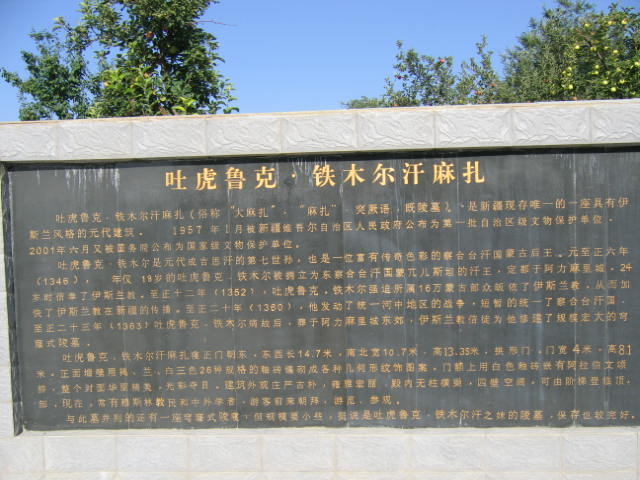 吐虎鲁克·铁木尔汗麻扎
吐虎鲁克·铁木尔汗麻扎(俗称“大麻扎”,“麻扎”,突厥语,既陵墓)、是新疆现存唯一的一座具有伊
斯兰风格的元代建筑。1957年1月被新疆维吾尔自治区人民政府公布为第一批自治区级文物保护单位,
2001年六月又被国务院公布为国家级文物保护单位。
吐虎鲁克·铁木尔是元代成吉思汗的第七世孙,也是一位富有传奇色彩的察合台汗国蒙古后王。元至正六年
(1346),年仅18岁的吐虎鲁克·铁木尔被拥立为东察合台汗国蒙兀儿斯坦的汗王,定都于阿力麻里城。24
岁时信奉了伊斯兰教。至正十二年(1352),吐虎鲁克·铁木尔强迫所属16万蒙古部众皈依了伊斯兰教,从而加
快了伊斯兰教在新疆的传播。至正二十年(1360),他发动了统一河中地区的战争,短暂的统一了察合台汗国。
至正二十三年(1363)吐虎鲁克·铁木尔病故后,葬于阿力麻里城东郊,伊斯兰教信徒为他修建了规模宏大的穹
窿式陵墓。
吐虎鲁克·铁木尔汗麻扎座正门朝东,东西长14.7米,南北宽10.7米,高13.35米,拱形门,门宽4米,高8.1
米。正面墙壁用褐、兰、白三色26种规格的釉砖镶砌成各种几何形纹饰图案。门额上用白色釉砖嵌有阿拉伯文颂
辞,整个对面修整精美,光彩夺目。建筑外观庄严古朴,雄雅宏丽,殿内无柱横梁,四壁空间,可由阶梯登临顶
部。现在,常有穆斯林教民和中外学者,游客前来朝拜、游览、参观。
与此墓并列的还有一座穹窿式陵墓,但规模要小些,据说是吐虎鲁克·铁木尔汗之妹的陵墓,保存也较完好。